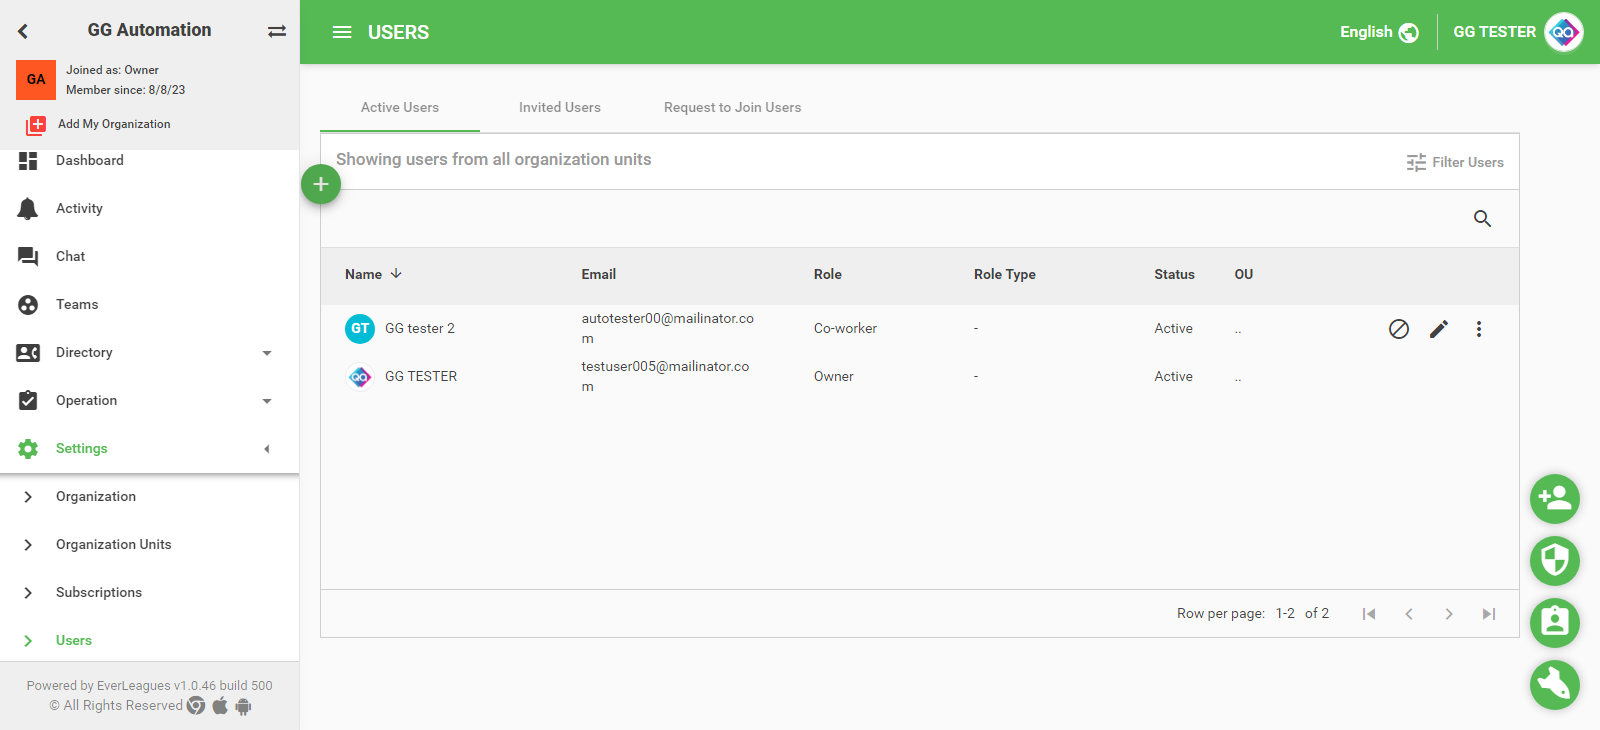 GG Automation
GA
Joined as: Owner
Member since: 8/8/23
Add My Organization
Dashboard
Activity
Chat
Teams
Directory
Operation
Settings
Organization
Organization Units
Subscriptions
Users
Powered by EverLeagues v1.0.46 build 500
© All Rights Reserved
USERS
English
GG TESTER
QA
Active Users
Invited Users
Request to Join Users
Showing users from all organization units
Filter Users
Name
Email
Role
Role Type
Status
OU
GT
GG tester 2
autotester00@mailinator.co
m
Co-worker
-
Active
..
QA
GG TESTER
testuser005@mailinator.co
m
Owner
-
Active
..
Row per page:
1-2
of 2